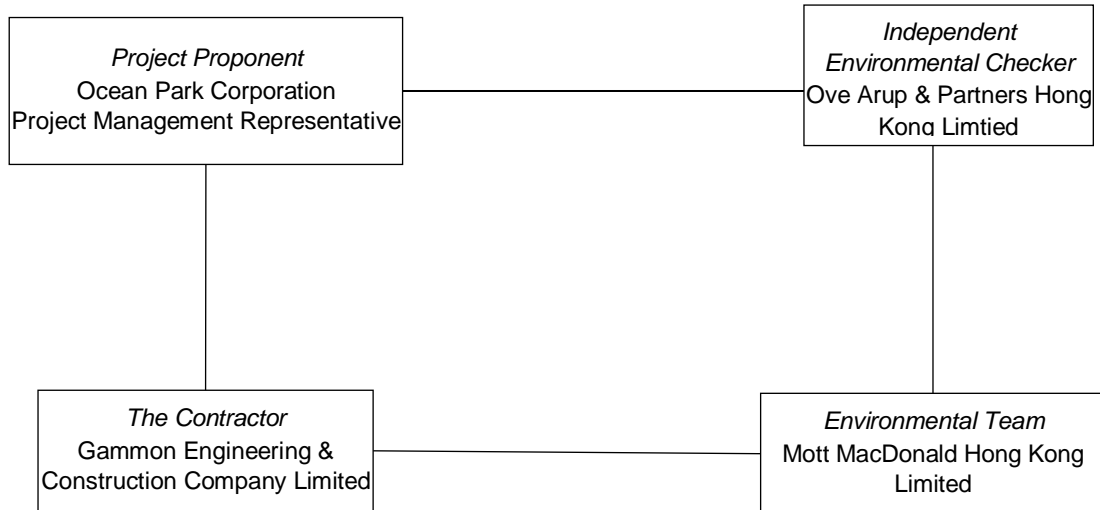 Project Proponent
Ocean Park Corporation
Project Management Representative
Independent
Environmental Checker
Ove Arup & Partners Hong
Kong Limtied
The Contractor
Gammon Engineering &
Construction Company Limited
Environmental Team
Mott MacDonald Hong Kong
Limited